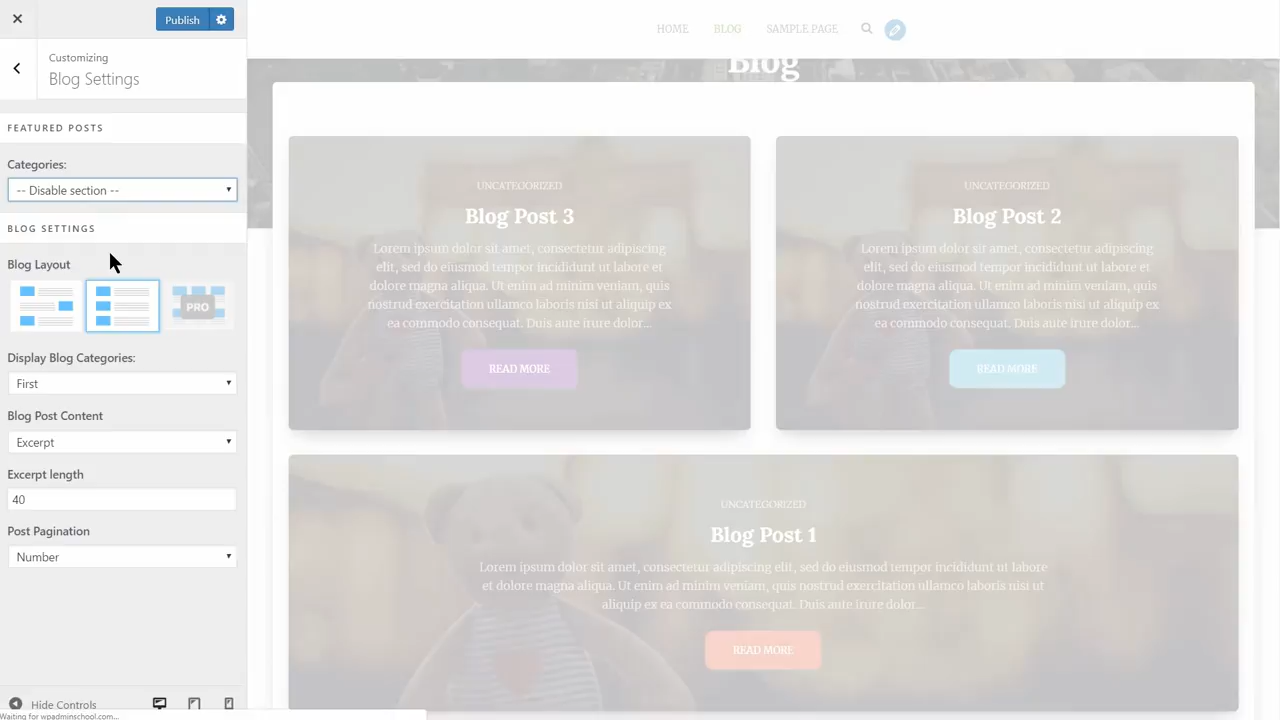 Publish
Customizing
Blog Settings
FEATURED POSTS
Categories:
-- Disable section --
BLOG SETTINGS
Blog Layout
PRO
Display Blog Categories:
First
Blog Post Content
Excerpt
Excerpt length
40
Post Pagination
Number
Hide Controls
Waiting for wpadminschool.com...
HOME
BLOG
SAMPLE PAGE
Blog
UNCATEGORIZED
Blog Post 3
Lorem ipsum dolor sit amet, consectetur adipiscing
elit, sed do eiusmod tempor incididunt ut labore et
dolore magna aliqua. Ut enim ad minim veniam, quis
nostrud exercitation ullamco laboris nisi ut aliquip ex
ea commodo consequat. Duis aute irure dolor...
READ MORE
UNCATEGORIZED
Blog Post 2
Lorem ipsum dolor sit amet, consectetur adipiscing
elit, sed do eiusmod tempor incididunt ut labore et
dolore magna aliqua. Ut enim ad minim veniam, quis
nostrud exercitation ullamco laboris nisi ut aliquip ex
ea commodo consequat. Duis aute irure dolor...
READ MORE
UNCATEGORIZED
Blog Post 1
Lorem ipsum dolor sit amet, consectetur adipiscing elit, sed do eiusmod tempor incididunt ut labore
et dolore magna aliqua. Ut enim ad minim veniam, quis nostrud exercitation ullamco laboris nisi ut
aliquip ex ea commodo consequat. Duis aute irure dolor...
READ MORE